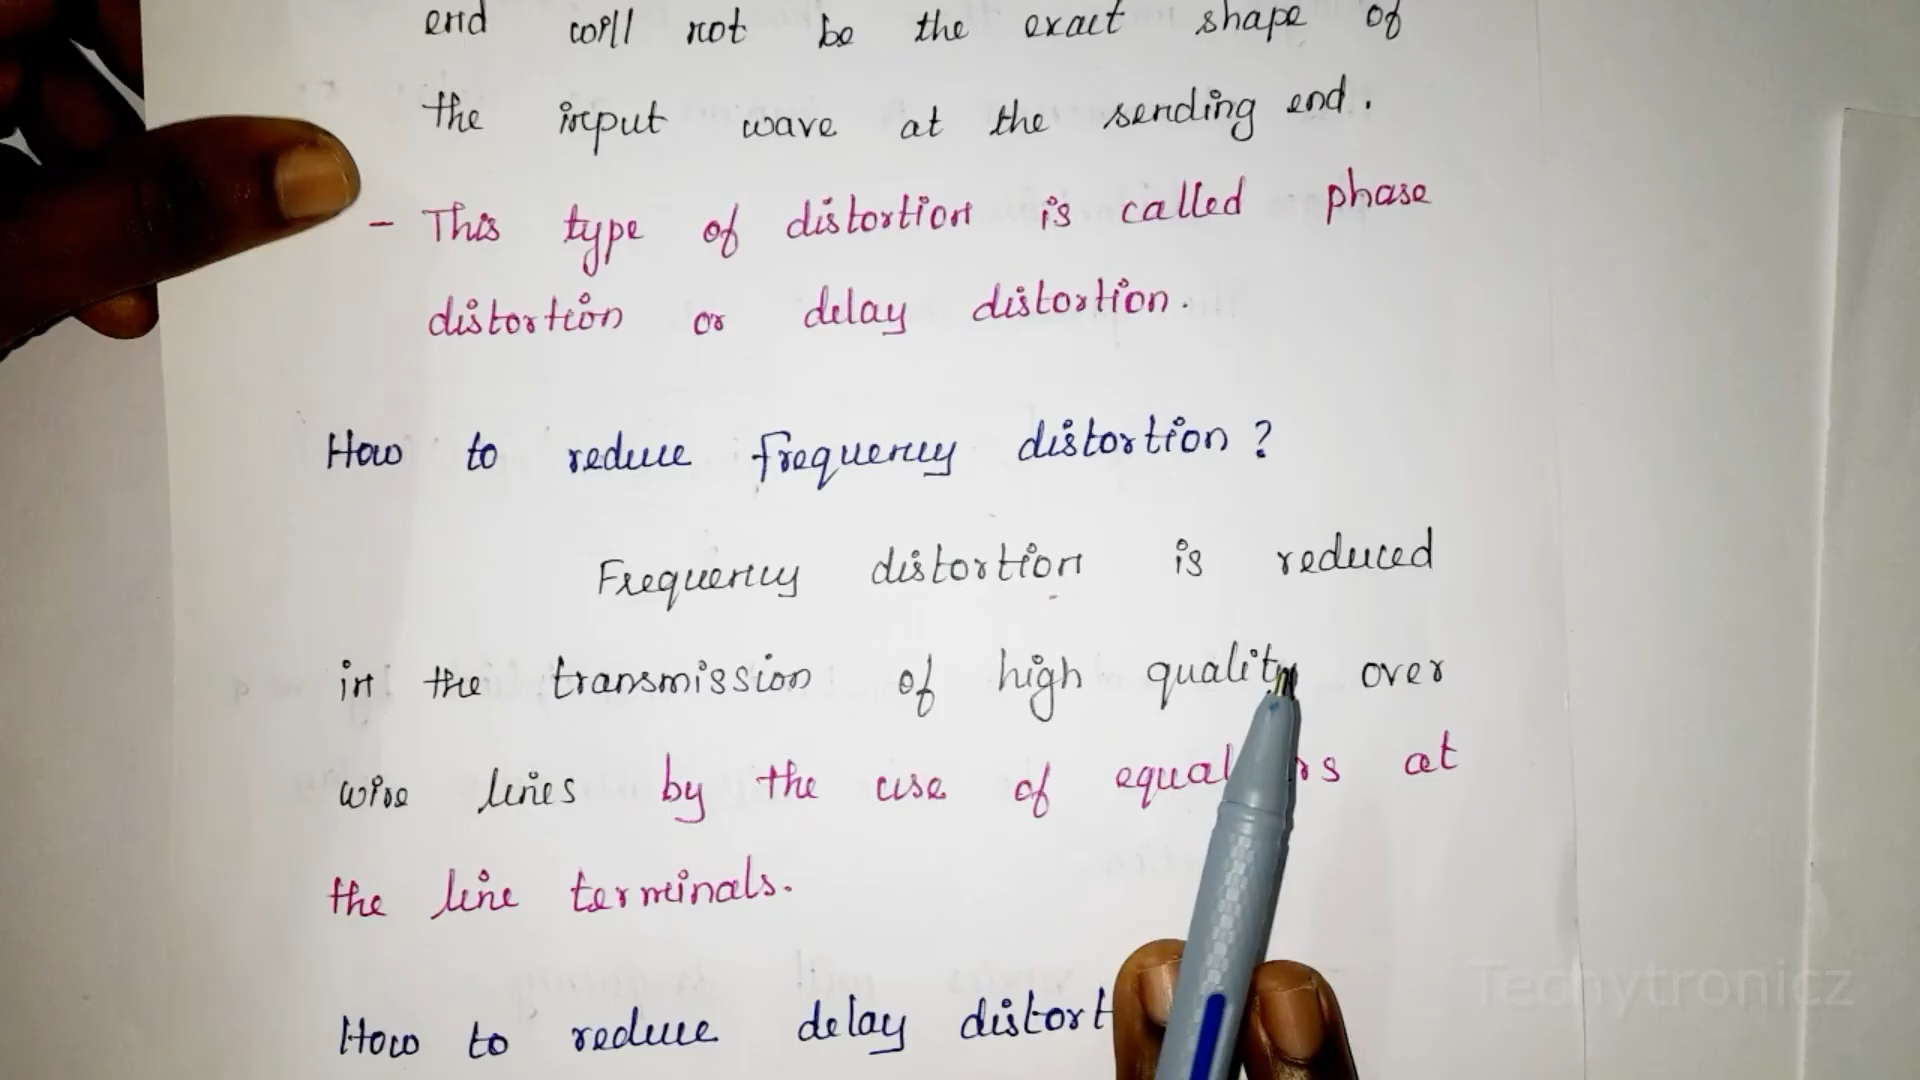 end will not be the exact shape of
the input wave at the sending end.
- This type of distortion is called phase
distortion or delay distortion.
How to reduce frequency distortion?
Frequency distortion is reduced
in the transmission of high quality over
wire lines by the use of at
the line terminals.
How to reduce delay
Techytronicz